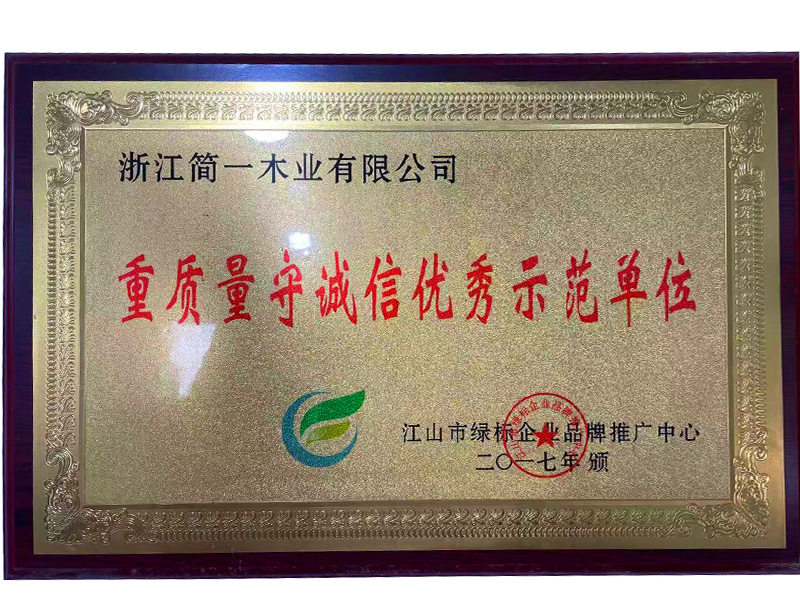 浙江简一木业有限公司
重质量守诚信优秀示范单位
江山市绿标企业品牌推广中心
二〇一七年 颁